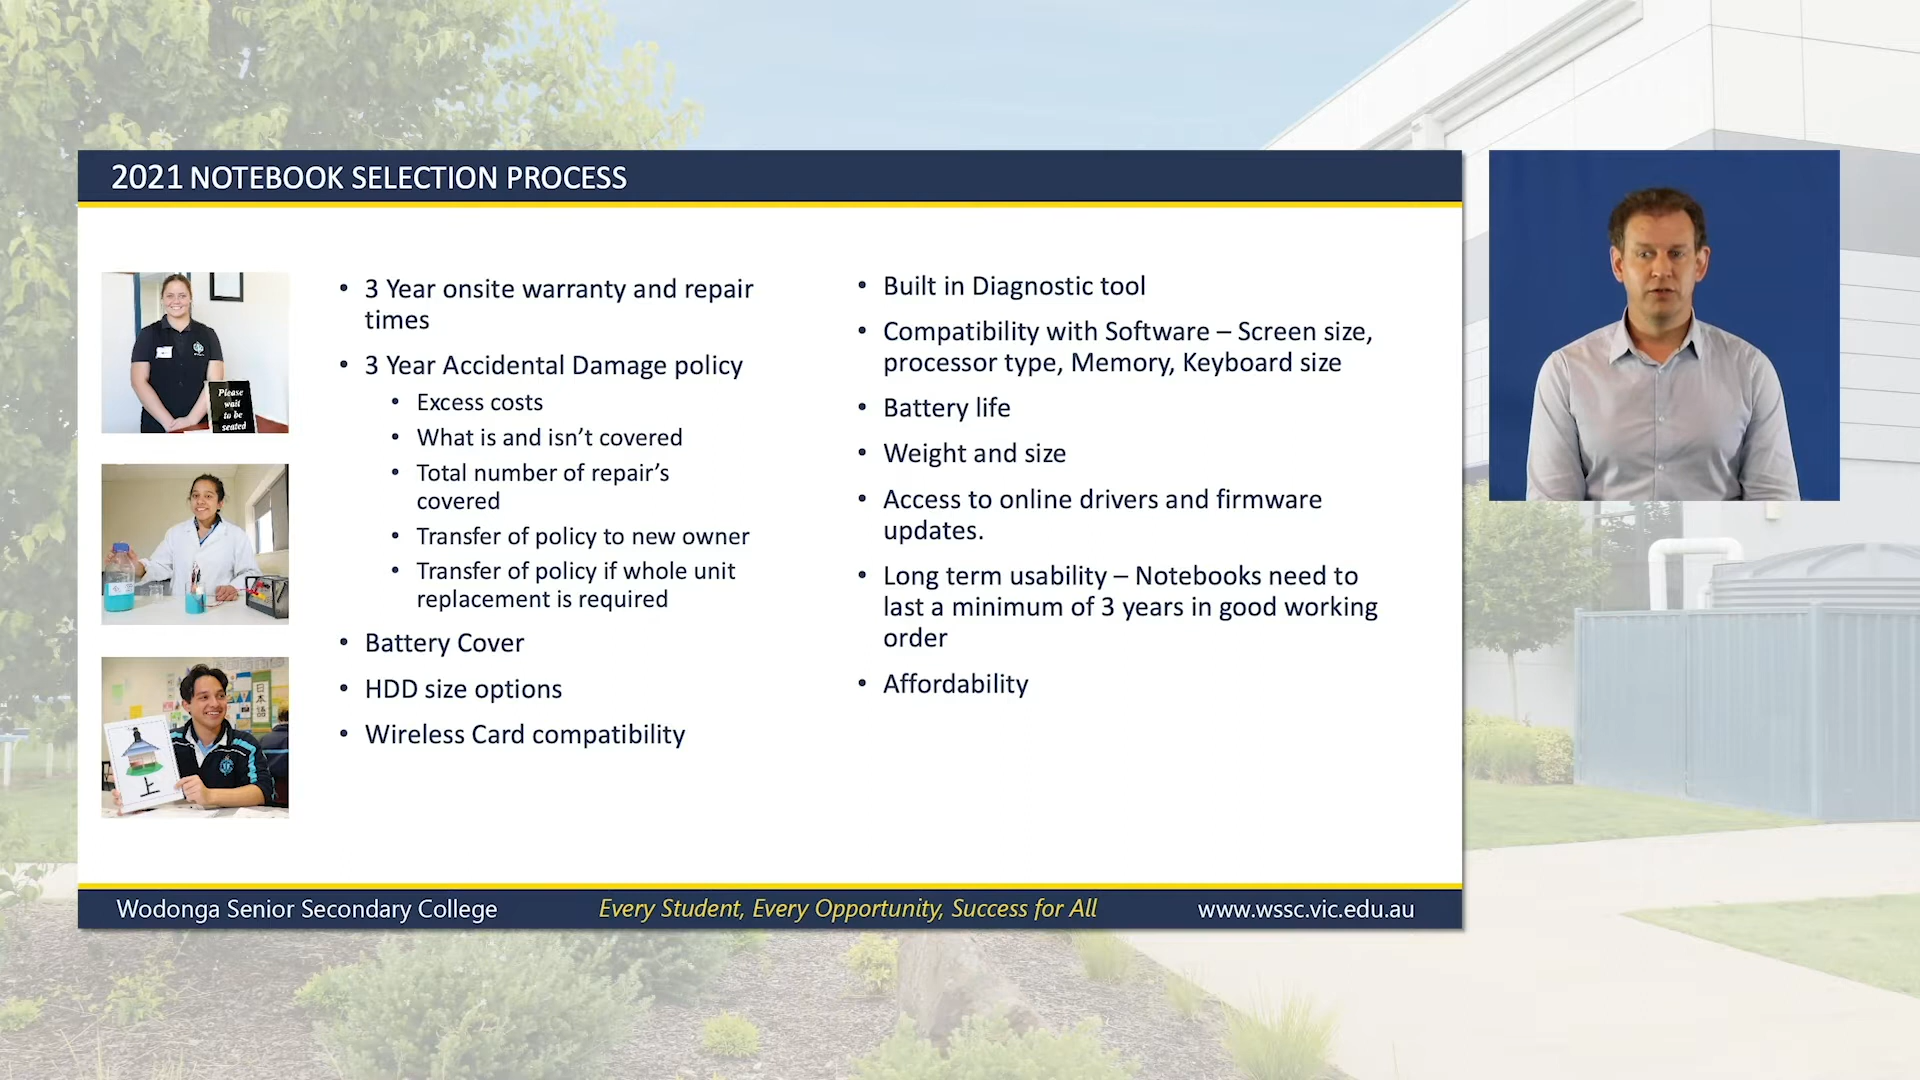 2021 NOTEBOOK SELECTION PROCESS
Please
wait
to be
seated
日本語
上
• 3 Year onsite warranty and repair
times
• 3 Year Accidental Damage policy
• Excess costs
• What is and isn't covered
• Total number of repair's
covered
• Transfer of policy to new owner
• Transfer of policy if whole unit
replacement is required
• Battery Cover
• HDD size options
• Wireless Card compatibility
• Built in Diagnostic tool
• Compatibility with Software – Screen size,
processor type, Memory, Keyboard size
• Battery life
• Weight and size
• Access to online drivers and firmware
updates.
• Long term usability – Notebooks need to
last a minimum of 3 years in good working
order
• Affordability
Wodonga Senior Secondary College
Every Student, Every Opportunity, Success for All
www.wssc.vic.edu.au